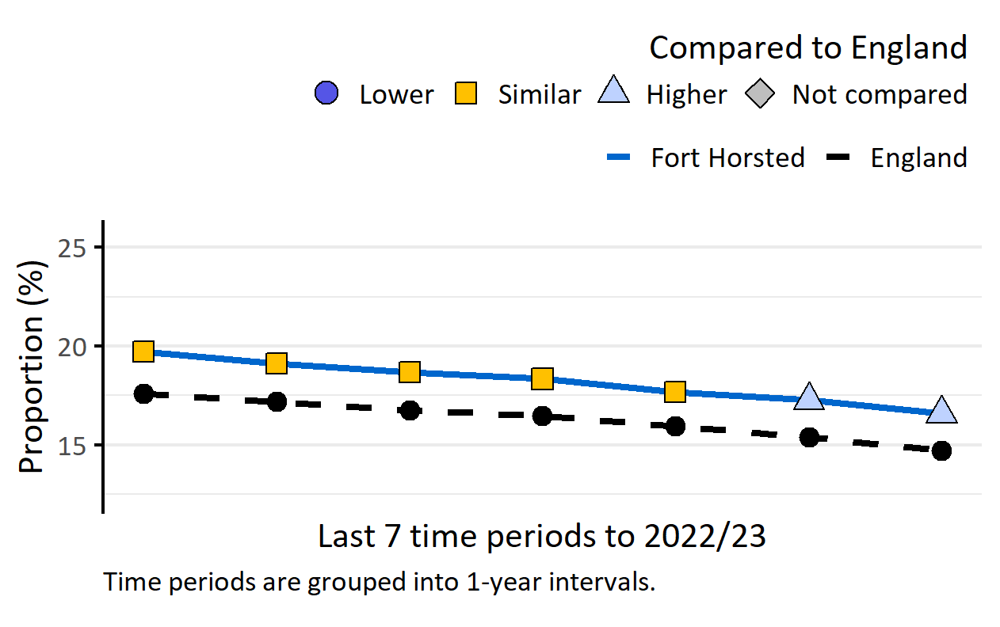 Compared to England
Lower Similar Higher Not compared
Fort Horsted England
25
20
15
Proportion (%)
Last 7 time periods to 2022/23
Time periods are grouped into 1-year intervals.